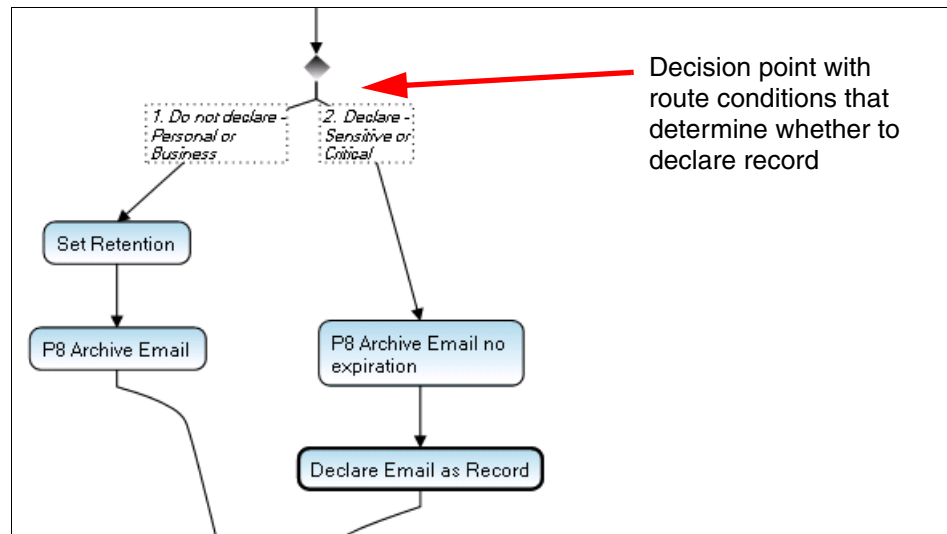 Decision point with
route conditions that
determine whether to
declare record
1. Do not declare -
Personal or
Business
2. Declare -
Sensitive or
Critical
Set Retention
P8 Archive Email
P8 Archive Email no
expiration
Declare Email as Record